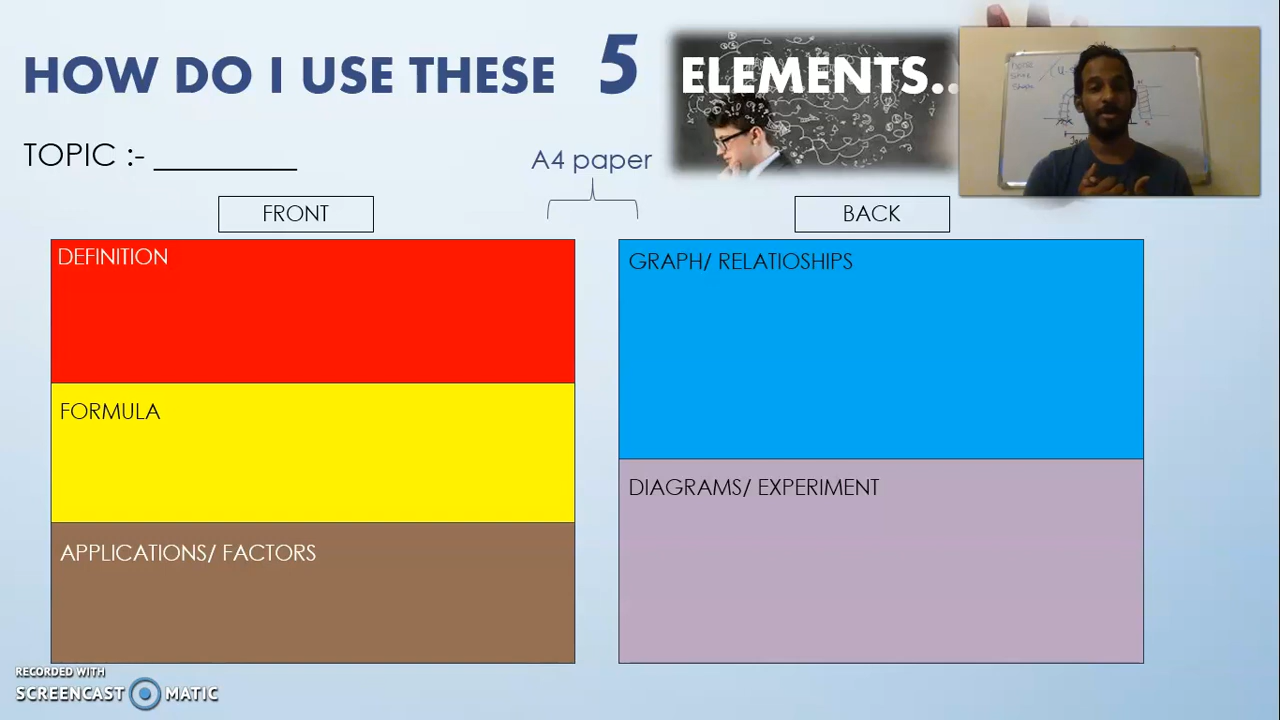 HOW DO I USE THESE 5 ELEMENTS..
TOPIC :- _________
A4 paper
FRONT
BACK
DEFINITION
FORMULA
APPLICATIONS/ FACTORS
GRAPH/ RELATIOSHIPS
DIAGRAMS/ EXPERIMENT
RECORDED WITH
SCREENCAST MATIC